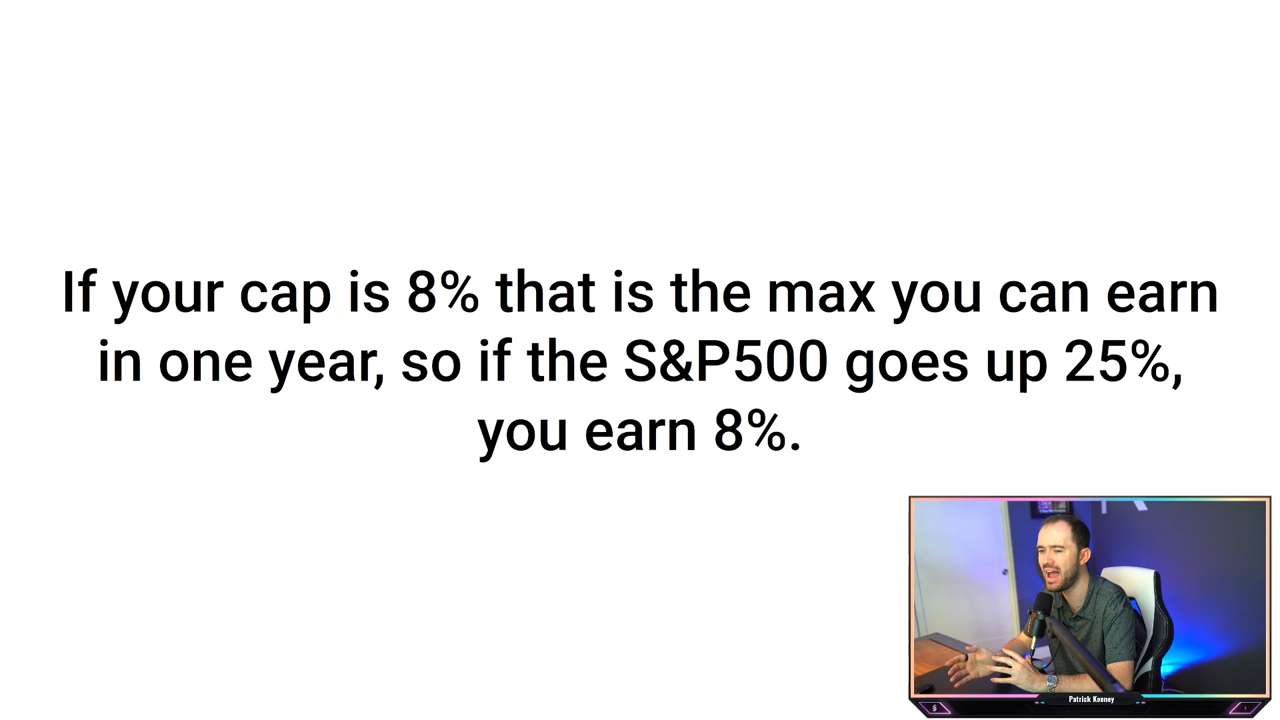 If your cap is 8% that is the max you can earn
in one year, so if the S&P500 goes up 25%,
you earn 8%.
Patrick Kenney